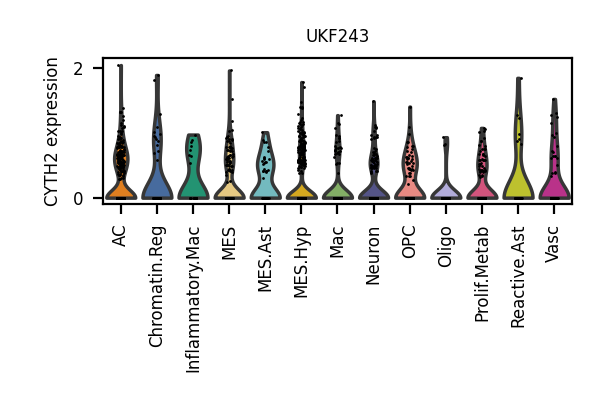 UKF243
CYTH2 expression
2
0
AC
Chromatin.Reg
Inflammatory.Mac
MES
MES.Ast
MES.Hyp
Mac
Neuron
OPC
Oligo
Prolif.Metab
Reactive.Ast
Vasc